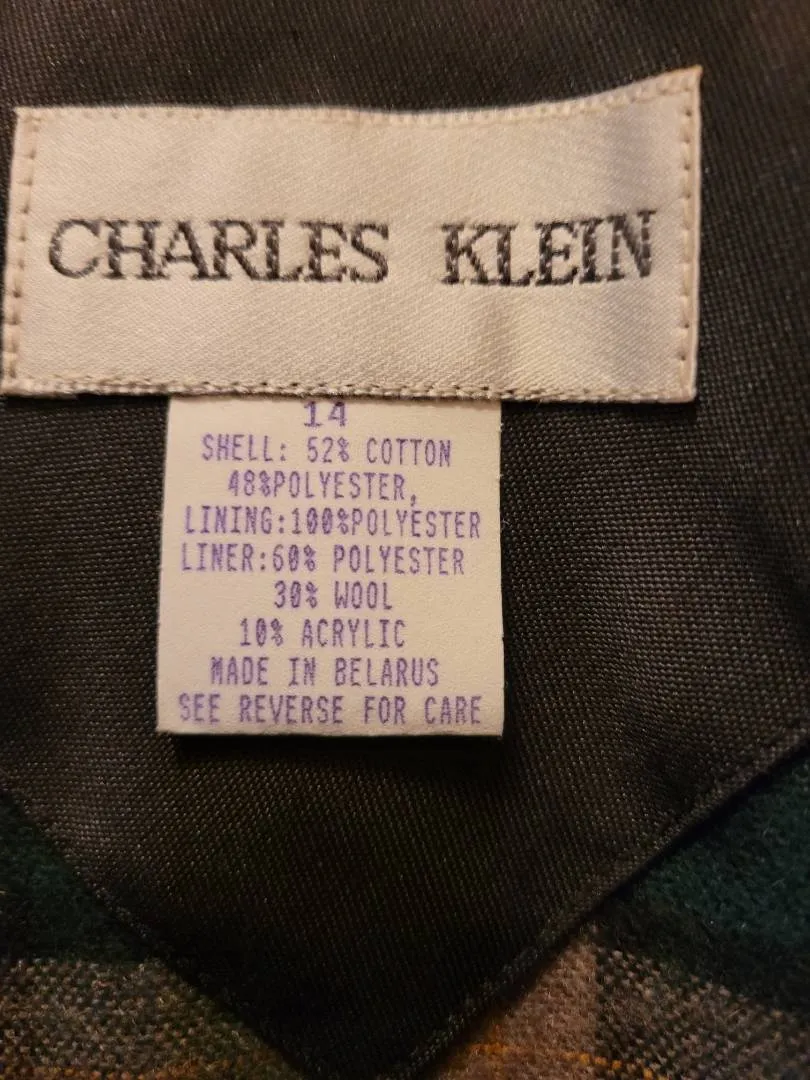 CHARLES KLEIN
14
SHELL: 52% COTTON
48%POLYESTER,
LINING:100%POLYESTER
LINER:60% POLYESTER
30% WOOL
10% ACRYLIC
MADE IN BELARUS
SEE REVERSE FOR CARE